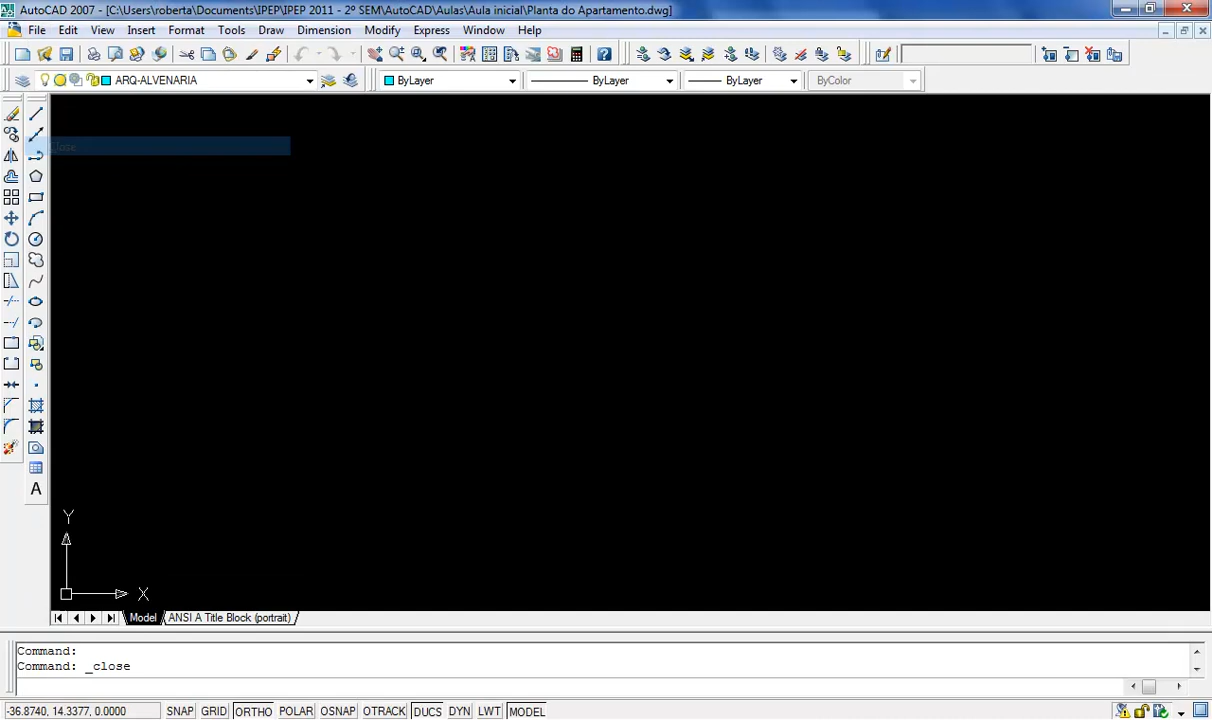 AutoCAD 2007 - [C:\Users\roberta\Documents\IPEP\IPEP 2011 - 2º SEM\AutoCAD\Aulas\Aula inicial\Planta do Apartamento.dwg]
File Edit View Insert Format Tools Draw Dimension Modify Express Window Help
ARQ-ALVENARIA ByLayer ByLayer ByLayer ByColor
Close
A
Y
X
Model ANSI A Title Block (portrait)
Command:
Command: _close
-36.8740, 14.3377, 0.0000 SNAP GRID ORTHO POLAR OSNAP OTRACK DUCS DYN LWT MODEL